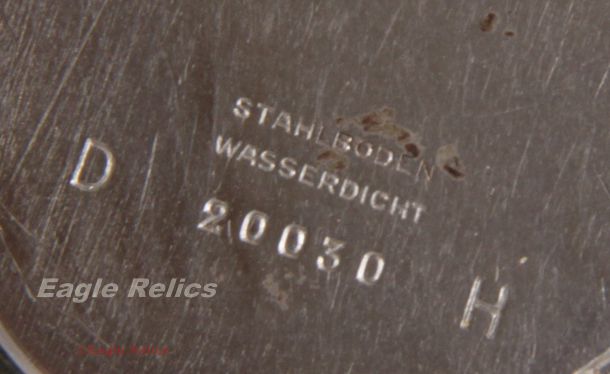 STAHLBODEN
WASSERDICHT
D 20030 H
Eagle Relics